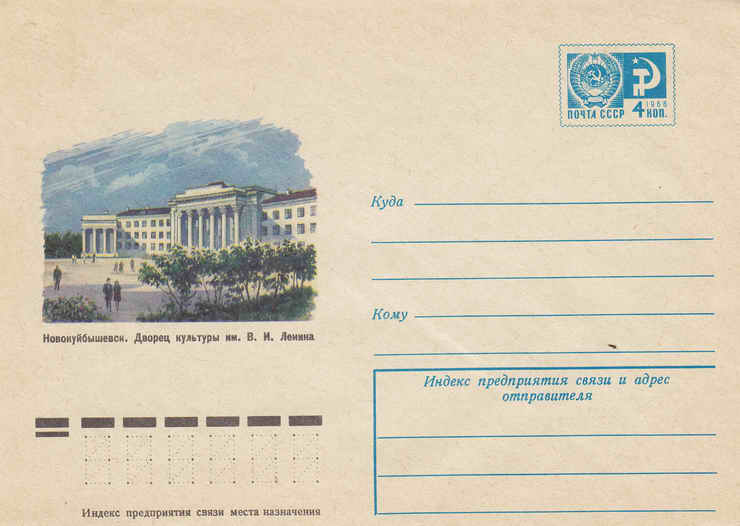 1966
ПОЧТА СССР 4 КОП.
Куда
Новокуйбышевск. Дворец культуры им. В. И. Ленина
Кому
Индекс предприятия связи и адрес
отправителя
Индекс предприятия связи места назначения